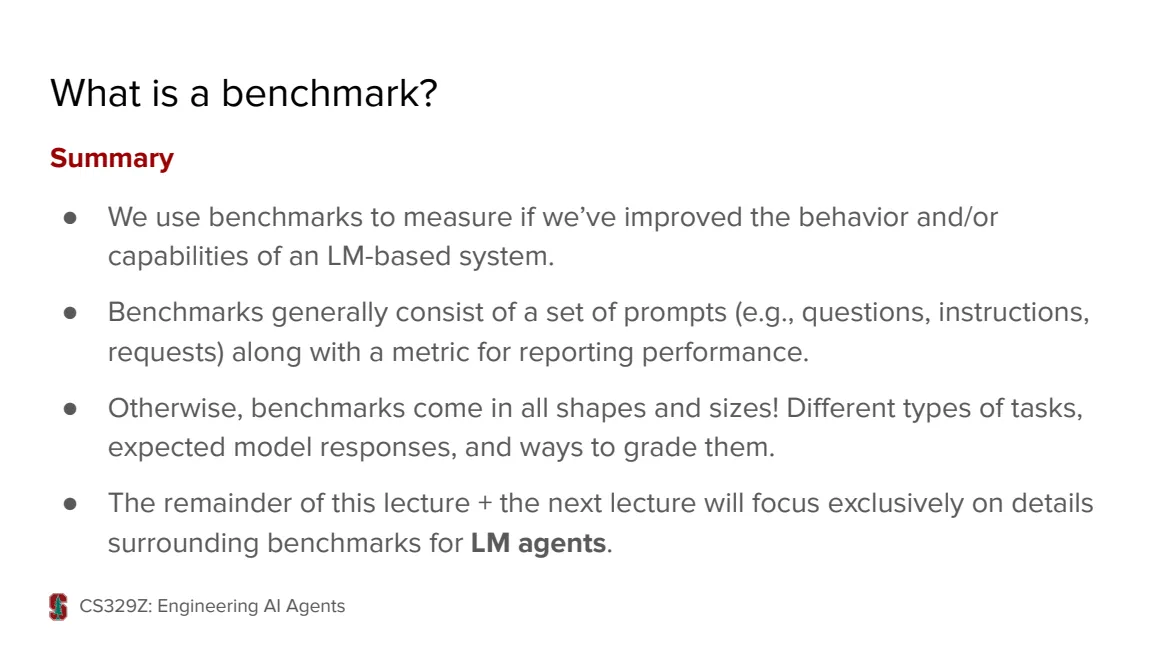 What is a benchmark?
Summary
● We use benchmarks to measure if we’ve improved the behavior and/or
capabilities of an LM-based system.
● Benchmarks generally consist of a set of prompts (e.g., questions, instructions,
requests) along with a metric for reporting performance.
● Otherwise, benchmarks come in all shapes and sizes! Different types of tasks,
expected model responses, and ways to grade them.
● The remainder of this lecture + the next lecture will focus exclusively on details
surrounding benchmarks for LM agents.
CS329Z: Engineering AI Agents